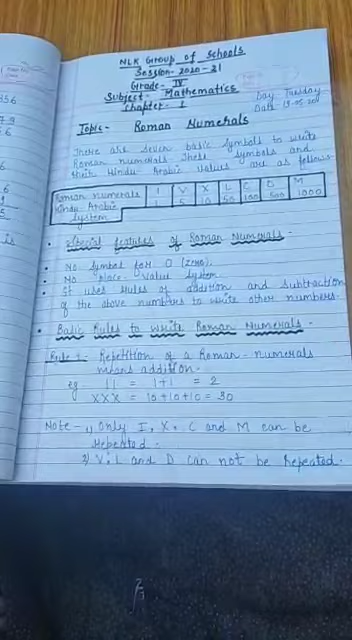 NLK Group of Schools
Session - 2020-21
Grade - IV
Subject - Mathematics
Chapter - 1
Day Tuesday
Date
Topic - Roman Numerals
There are seven basic symbols to write
Roman numerals. These symbols and
their Hindu Arabic values are as follows-
Roman numerals I V X L C D M
Hindu Arabic System 1 5 10 50 100 500 1000
• Special features of Roman Numerals -
• No symbol for 0 (zero).
• No place-value system
• It uses rules of addition and subtraction
of the above numbers to write other numbers.
• Basic Rules to write Roman Numerals -
Rule 1. Repetition of a Roman-numerals
means addition.
eg II = 1+1 = 2
XXX = 10+10+10 = 30
Note - 1) Only I, X, C and M can be
repeated.
2) V, L and D can not be Repeated.